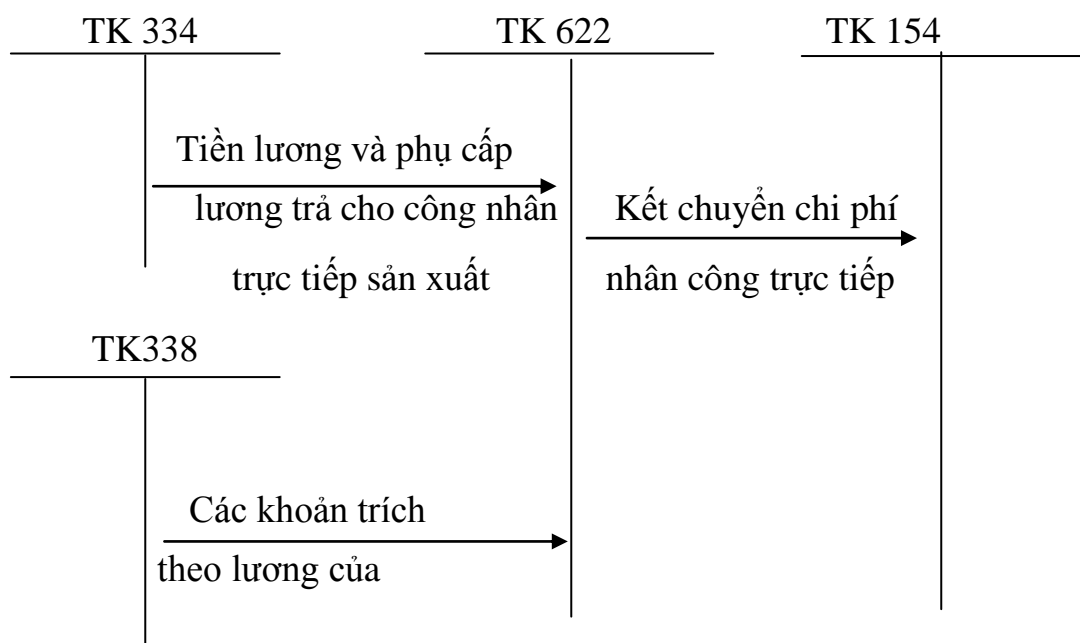 TK 334
TK 622
TK 154
Tiền lương và phụ cấp
lương trả cho công nhân
trực tiếp sản xuất
Kết chuyển chi phí
nhân công trực tiếp
TK338
Các khoản trích
theo lương của